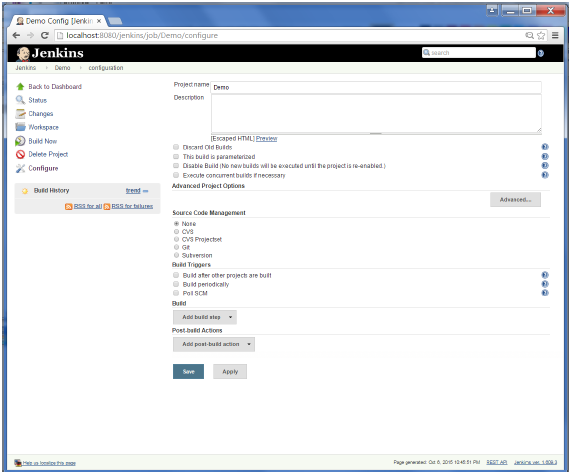 Demo Config [Jenkins
localhost:8080/jenkins/job/Demo/configure
Jenkins
search
Jenkins Demo configuration
Back to Dashboard
Status
Changes
Workspace
Build Now
Delete Project
Configure
Build History trend
RSS for all RSS for failures
Project name Demo
Description
[Escaped HTML] Preview
Discard Old Builds
This build is parameterized
Disable Build (No new builds will be executed until the project is re-enabled.)
Execute concurrent builds if necessary
Advanced Project Options
Advanced...
Source Code Management
None
CVS
CVS Projectset
Git
Subversion
Build Triggers
Build after other projects are built
Build periodically
Poll SCM
Build
Add build step
Post-build Actions
Add post-build action
Save Apply
Help us localize this page
Page generated: Oct 6, 2015 10:45:51 PM REST API Jenkins ver. 1.609.3